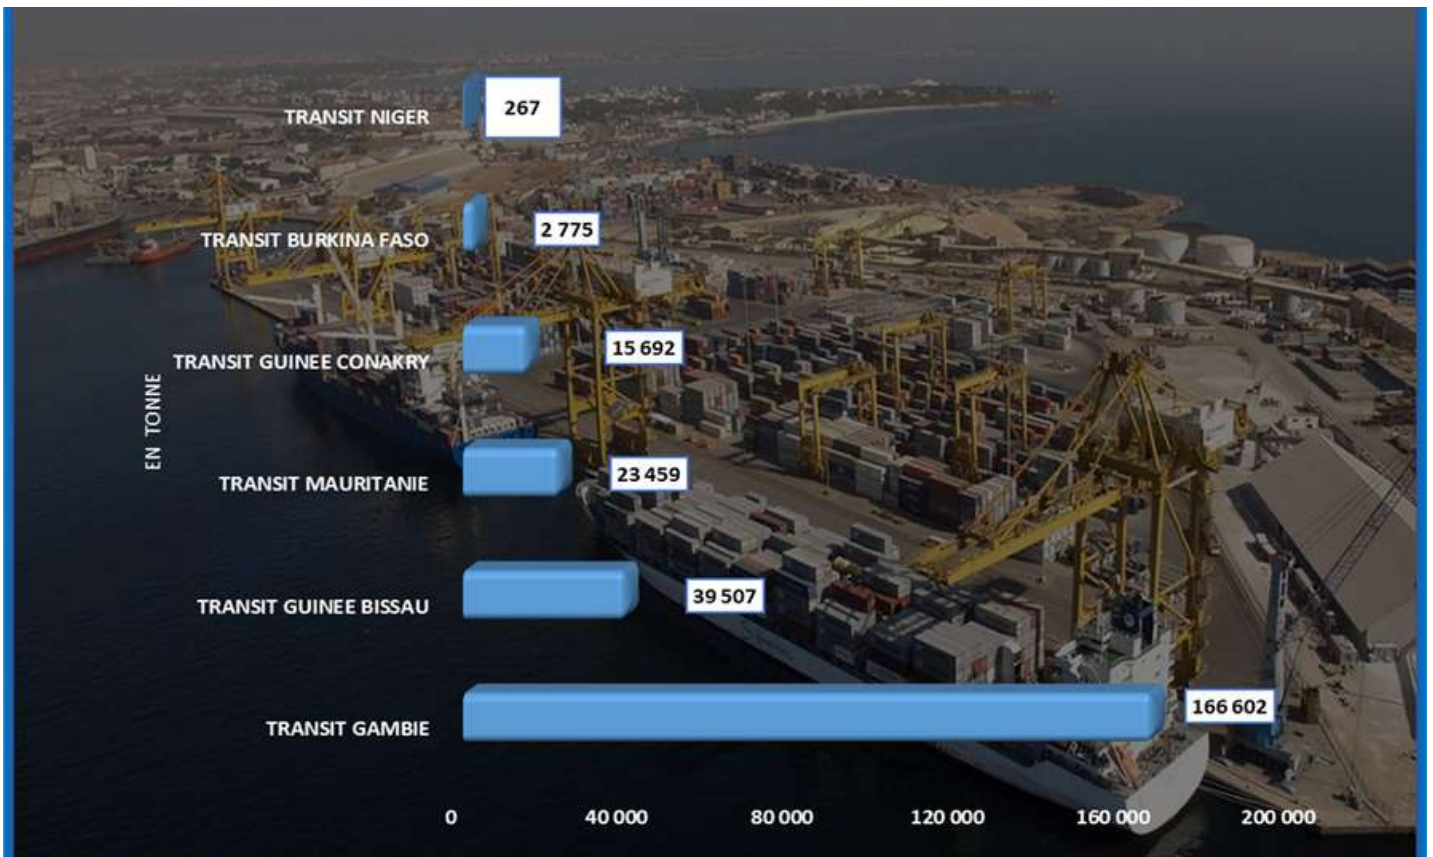 TRANSIT NIGER 267
TRANSIT BURKINA FASO 2 775
TRANSIT GUINEE CONAKRY 15 692
EN TONNE
TRANSIT MAURITANIE 23 459
TRANSIT GUINEE BISSAU 39 507
TRANSIT GAMBIE 166 602
0 40 000 80 000 120 000 160 000 200 000